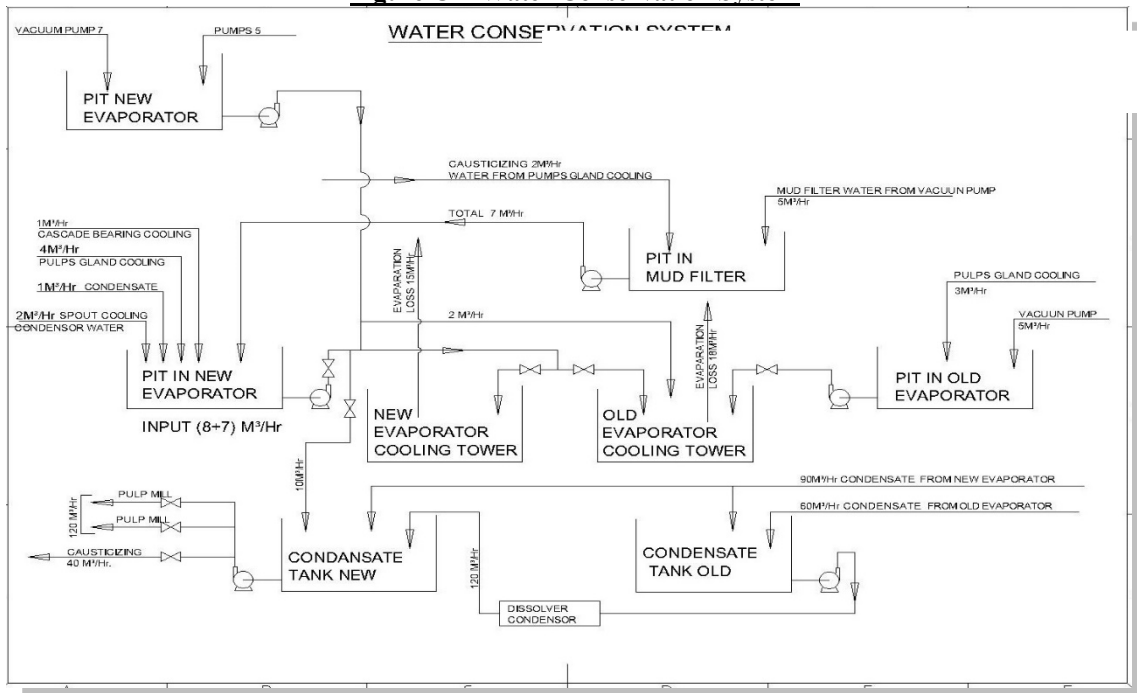 WATER CONSE
VACUUM PUMP 7
PUMPS 5
PIT NEW
EVAPORATOR
CAUSTICIZING 2M³/Hr
WATER FROM PUMPS GLAND COOLING
MUD FILTER WATER FROM VACUUN PUMP
5M³/Hr
TOTAL 7 M³/Hr
1M³/Hr
CASCADE BEARING COOLING
4M³/Hr
PULPS GLAND COOLING
1M³/Hr CONDENSATE
2M³/Hr SPOUT COOLING
CONDENSOR WATER
EVAPARATION
LOSS 15M³/Hr
PIT IN
MUD FILTER
PULPS GLAND COOLING
3M³/Hr
VACUUN PUMP
5M³/Hr
2 M³/Hr
EVAPARATION
LOSS 18M³/Hr
PIT IN NEW
EVAPORATOR
INPUT (8+7) M³/Hr
NEW
EVAPORATOR
COOLING TOWER
OLD
EVAPORATOR
COOLING TOWER
PIT IN OLD
EVAPORATOR
10M³/Hr
90M³/Hr CONDENSATE FROM NEW EVAPORATOR
60M³/Hr CONDENSATE FROM OLD EVAPORATOR
120 M³/Hr
PULP MILL
PULP MILL
CAUSTICIZING
40 M³/Hr.
CONDANSATE
TANK NEW
120 M³/Hr
CONDENSATE
TANK OLD
DISSOLVER
CONDENSOR